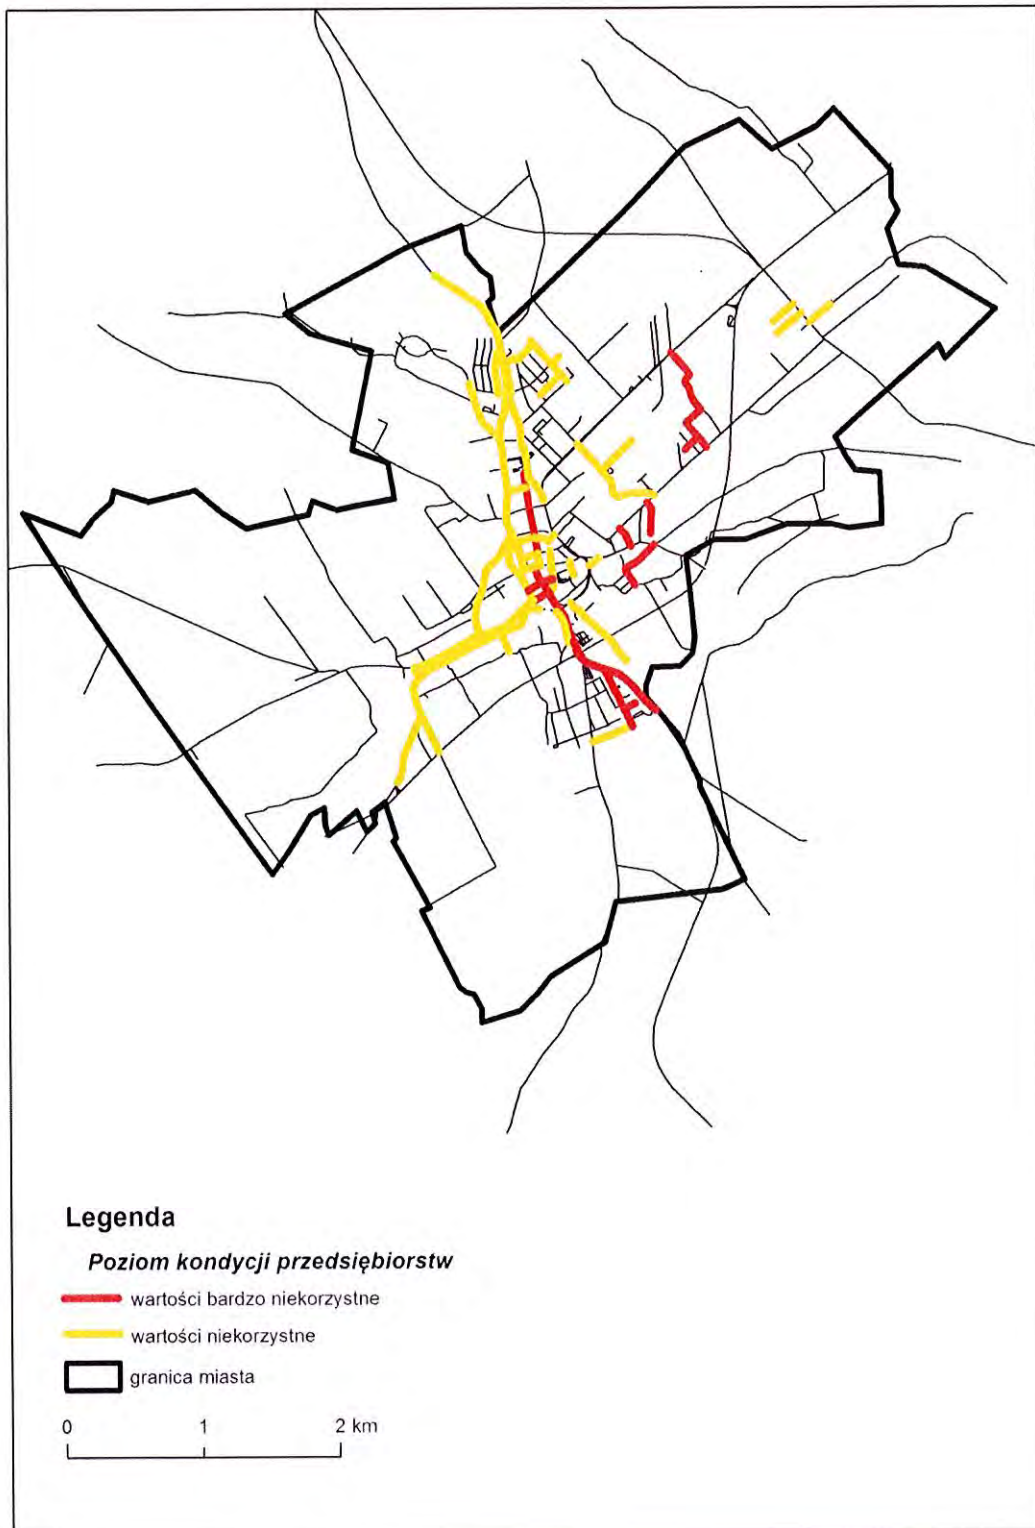 Legenda
Poziom kondycji przedsiębiorstw
wartości bardzo niekorzystne
wartości niekorzystne
granica miasta
0 1 2 km